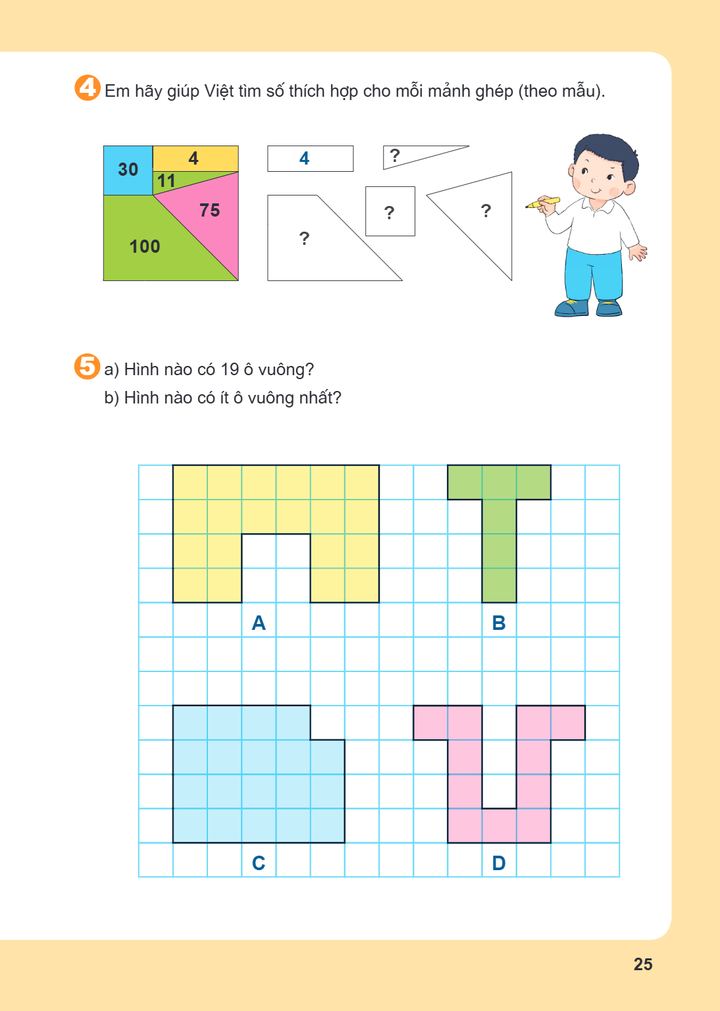 4 Em hãy giúp Việt tìm số thích hợp cho mỗi mảnh ghép (theo mẫu).
30 4 4 ?
11
75 ? ?
100 ?
5 a) Hình nào có 19 ô vuông?
b) Hình nào có ít ô vuông nhất?
A B
C D
25